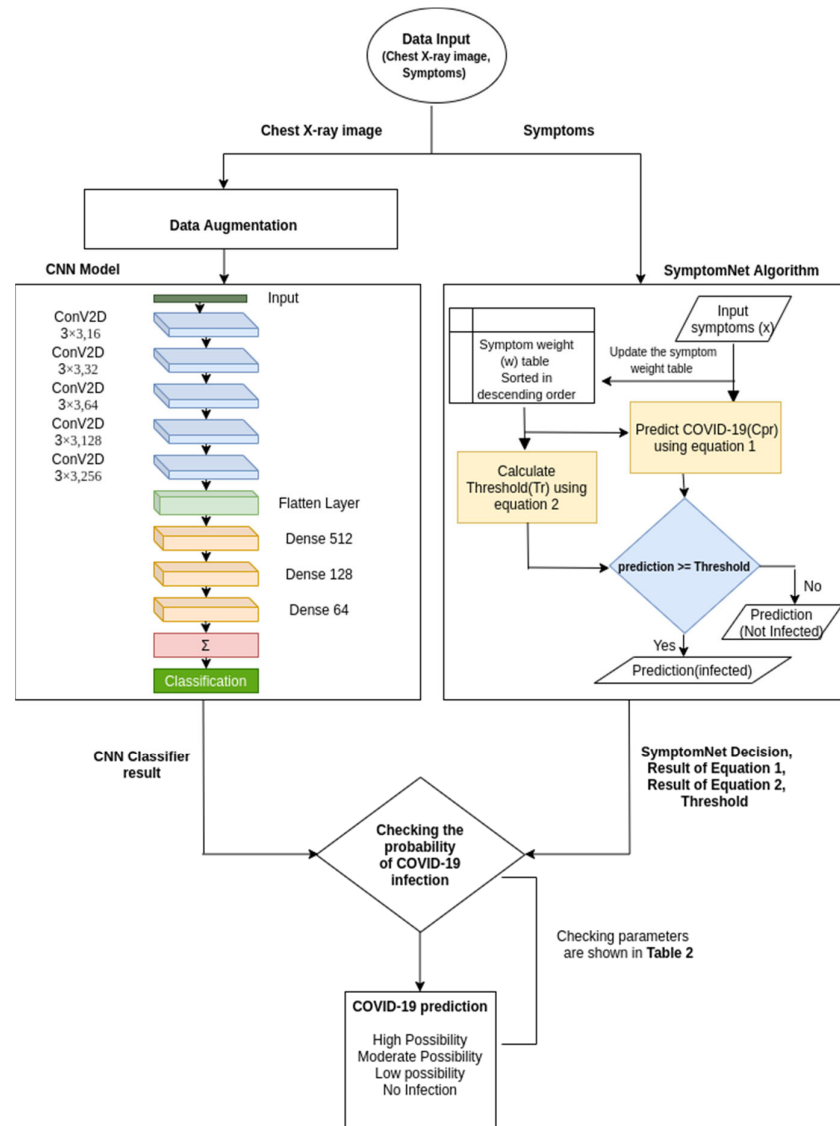 Data Input
(Chest X-ray image,
Symptoms)
Chest X-ray image
Symptoms
Data Augmentation
CNN Model
Input
ConV2D
3×3,16
ConV2D
3×3,32
ConV2D
3×3,64
ConV2D
3×3,128
ConV2D
3×3,256
Flatten Layer
Dense 512
Dense 128
Dense 64
Σ
Classification
SymptomNet Algorithm
Input
symptoms (x)
Symptom weight
(w) table
Sorted in
descending order
Update the symptom
weight table
Predict COVID-19(Cpr)
using equation 1
Calculate
Threshold(Tr) using
equation 2
prediction >= Threshold
No
Prediction
(Not Infected)
Yes
Prediction(infected)
CNN Classifier
result
SymptomNet Decision,
Result of Equation 1,
Result of Equation 2,
Threshold
Checking the
probability
of COVID-19
infection
Checking parameters
are shown in Table 2
COVID-19 prediction
High Possibility
Moderate Possibility
Low possibility
No Infection